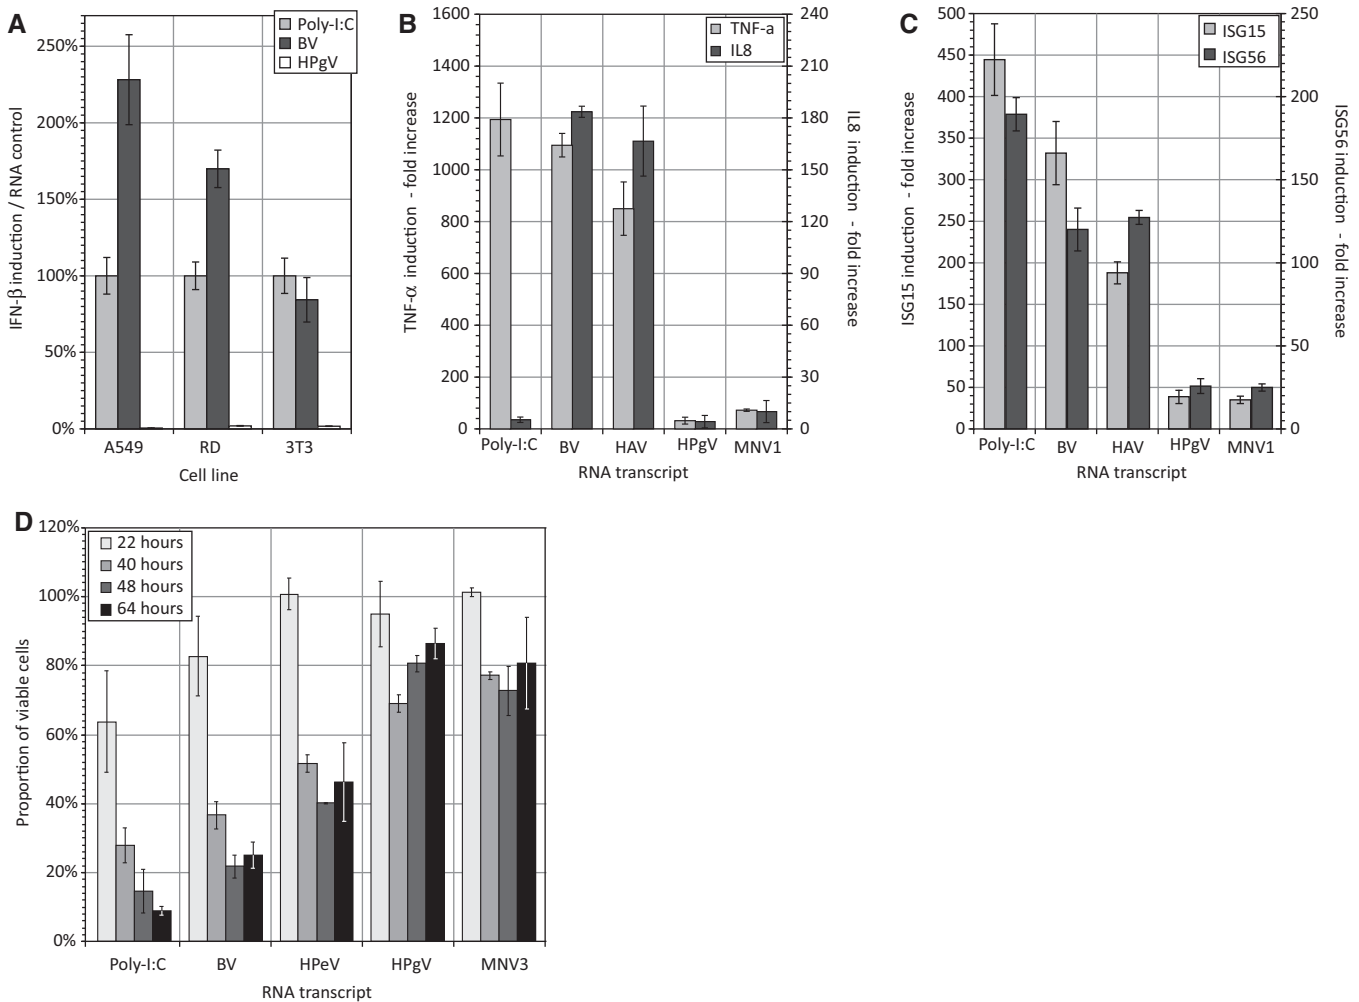 A
Poly-I:C
BV
HPgV
IFN-β induction / RNA control
250%
200%
150%
100%
50%
0%
A549
RD
3T3
Cell line
B
TNF-a
IL8
TNF-α induction - fold increase
1600
1400
1200
1000
800
600
400
200
0
IL8 induction - fold increase
240
210
180
150
120
90
60
30
0
Poly-I:C
BV
HAV
HPgV
MNV1
RNA transcript
C
ISG15
ISG56
ISG15 induction - fold increase
500
450
400
350
300
250
200
150
100
50
0
ISG56 induction - fold increase
250
200
150
100
50
0
Poly-I:C
BV
HAV
HPgV
MNV1
RNA transcript
D
22 hours
40 hours
48 hours
64 hours
Proportion of viable cells
120%
100%
80%
60%
40%
20%
0%
Poly-I:C
BV
HPeV
HPgV
MNV3
RNA transcript